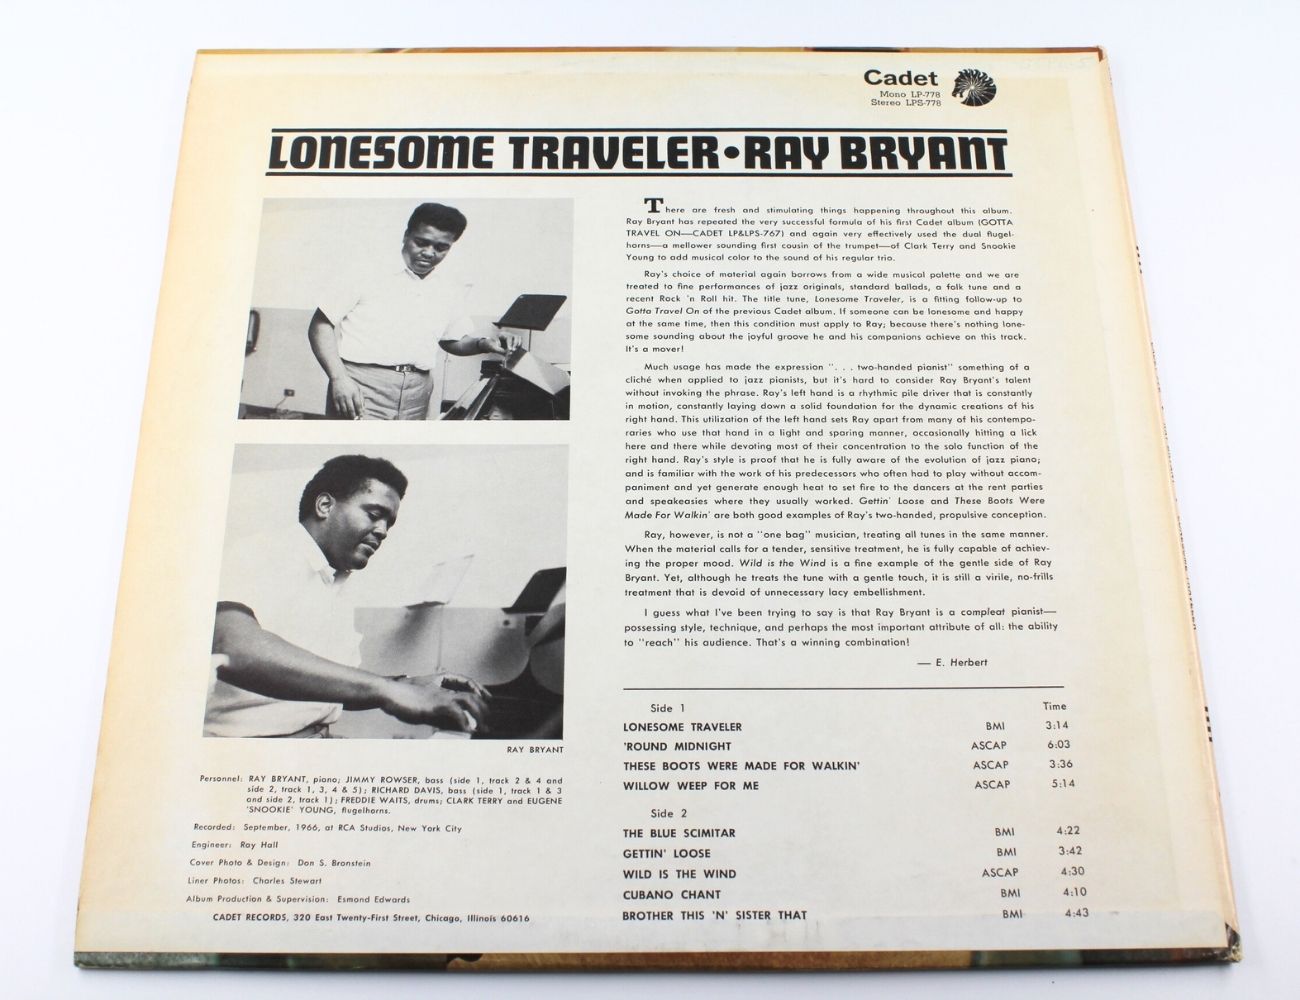 Cadet
Mono LP-778
Stereo LPS-778
LONESOME TRAVELER•RAY BRYANT
There are fresh and stimulating things happening throughout this album.
Ray Bryant has repeated the very successful formula of his first Cadet album (GOTTA
TRAVEL ON—CADET LP&LPS-767) and again very effectively used the dual flugel-
horns—a mellower sounding first cousin of the trumpet—of Clark Terry and Snookie
Young to add musical color to the sound of his regular trio.
Ray's choice of material again borrows from a wide musical palette and we are
treated to fine performances of jazz originals, standard ballads, a folk tune and a
recent Rock 'n Roll hit. The title tune, Lonesome Traveler, is a fitting follow-up to
Gotta Travel On of the previous Cadet album. If someone can be lonesome and happy
at the same time, then this condition must apply to Ray; because there's nothing lone-
some sounding about the joyful groove he and his companions achieve on this track.
It's a mover!
Much usage has made the expression ". . . two-handed pianist" something of a
cliché when applied to jazz pianists, but it's hard to consider Ray Bryant's talent
without invoking the phrase. Ray's left hand is a rhythmic pile driver that is constantly
in motion, constantly laying down a solid foundation for the dynamic creations of his
right hand. This utilization of the left hand sets Ray apart from many of his contempo-
raries who use that hand in a light and sparing manner, occasionally hitting a lick
here and there while devoting most of their concentration to the solo function of the
right hand. Ray's style is proof that he is fully aware of the evolution of jazz piano;
and is familiar with the work of his predecessors who often had to play without accom-
paniment and yet generate enough heat to set fire to the dancers at the rent parties
and speakeasies where they usually worked. Gettin' Loose and These Boots Were
Made For Walkin' are both good examples of Ray's two-handed, propulsive conception.
Ray, however, is not a "one bag" musician, treating all tunes in the same manner.
When the material calls for a tender, sensitive treatment, he is fully capable of achiev-
ing the proper mood. Wild is the Wind is a fine example of the gentle side of Ray
Bryant. Yet, although he treats the tune with a gentle touch, it is still a virile, no-frills
treatment that is devoid of unnecessary lacy embellishment.
I guess what I've been trying to say is that Ray Bryant is a compleat pianist—
possessing style, technique, and perhaps the most important attribute of all: the ability
to "reach" his audience. That's a winning combination!
— E. Herbert
RAY BRYANT
Personnel: RAY BRYANT, piano; JIMMY ROWSER, bass (side 1, track 2 & 4 and
side 2, track 1, 3, 4 & 5); RICHARD DAVIS, bass (side 1, track 1 & 3
and side 2, track 1); FREDDIE WAITS, drums; CLARK TERRY and EUGENE
'SNOOKIE' YOUNG, flugelhorns.
Recorded: September, 1966, at RCA Studios, New York City
Engineer: Ray Hall
Cover Photo & Design: Don S. Bronstein
Liner Photos: Charles Stewart
Album Production & Supervision: Esmond Edwards
CADET RECORDS, 320 East Twenty-First Street, Chicago, Illinois 60616
Side 1 Time
LONESOME TRAVELER BMI 3:14
'ROUND MIDNIGHT ASCAP 6:03
THESE BOOTS WERE MADE FOR WALKIN' ASCAP 3:36
WILLOW WEEP FOR ME ASCAP 5:14
Side 2
THE BLUE SCIMITAR BMI 4:22
GETTIN' LOOSE BMI 3:42
WILD IS THE WIND ASCAP 4:30
CUBANO CHANT BMI 4:10
BROTHER THIS 'N' SISTER THAT BMI 4:43